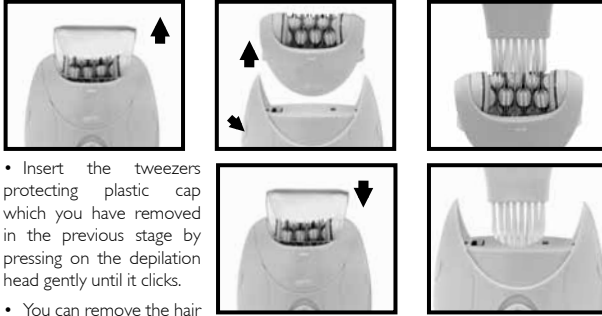 • Insert the tweezers
protecting plastic cap
which you have removed
in the previous stage by
pressing on the depilation
head gently until it clicks.
• You can remove the hair